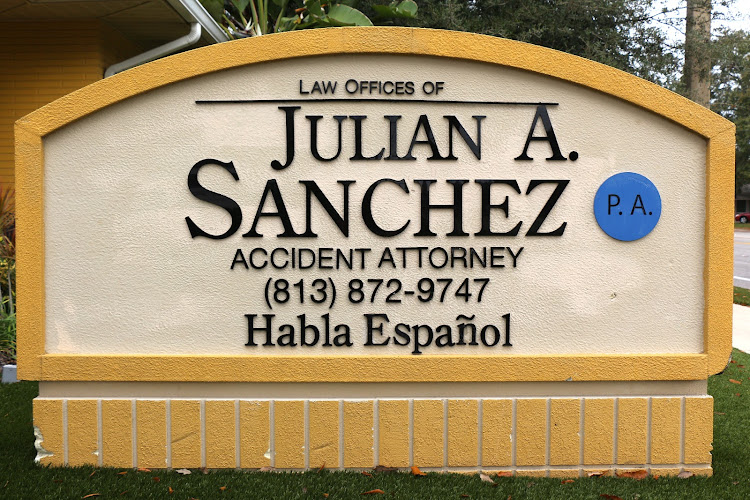 LAW OFFICES OF
JULIAN A.
SANCHEZ
P. A.
ACCIDENT ATTORNEY
(813) 872-9747
Habla Español